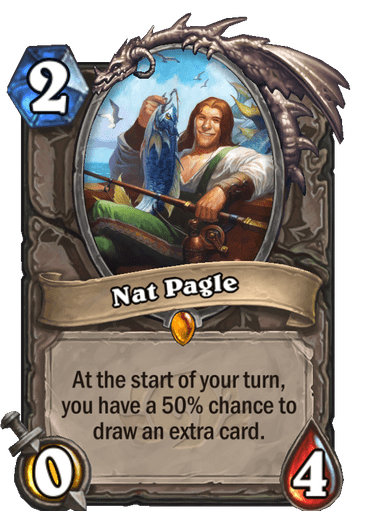 2
Nat Pagle
At the start of your turn,
you have a 50% chance to
draw an extra card.
0
4